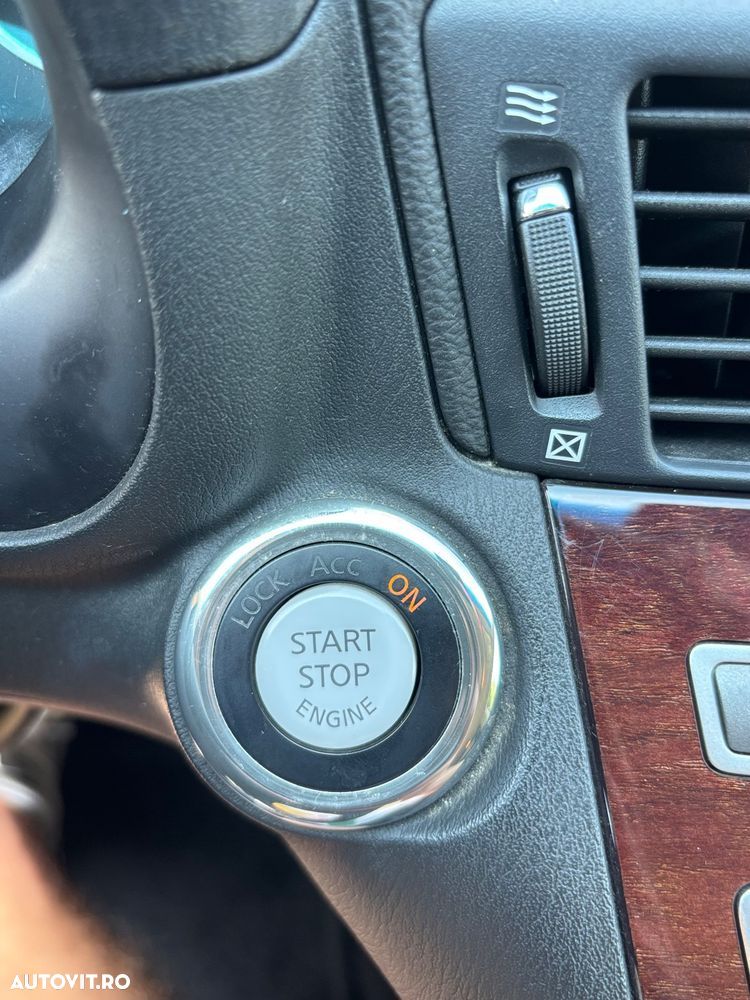 LOCK ACC ON
START
STOP
ENGINE
AUTOVIT.RO